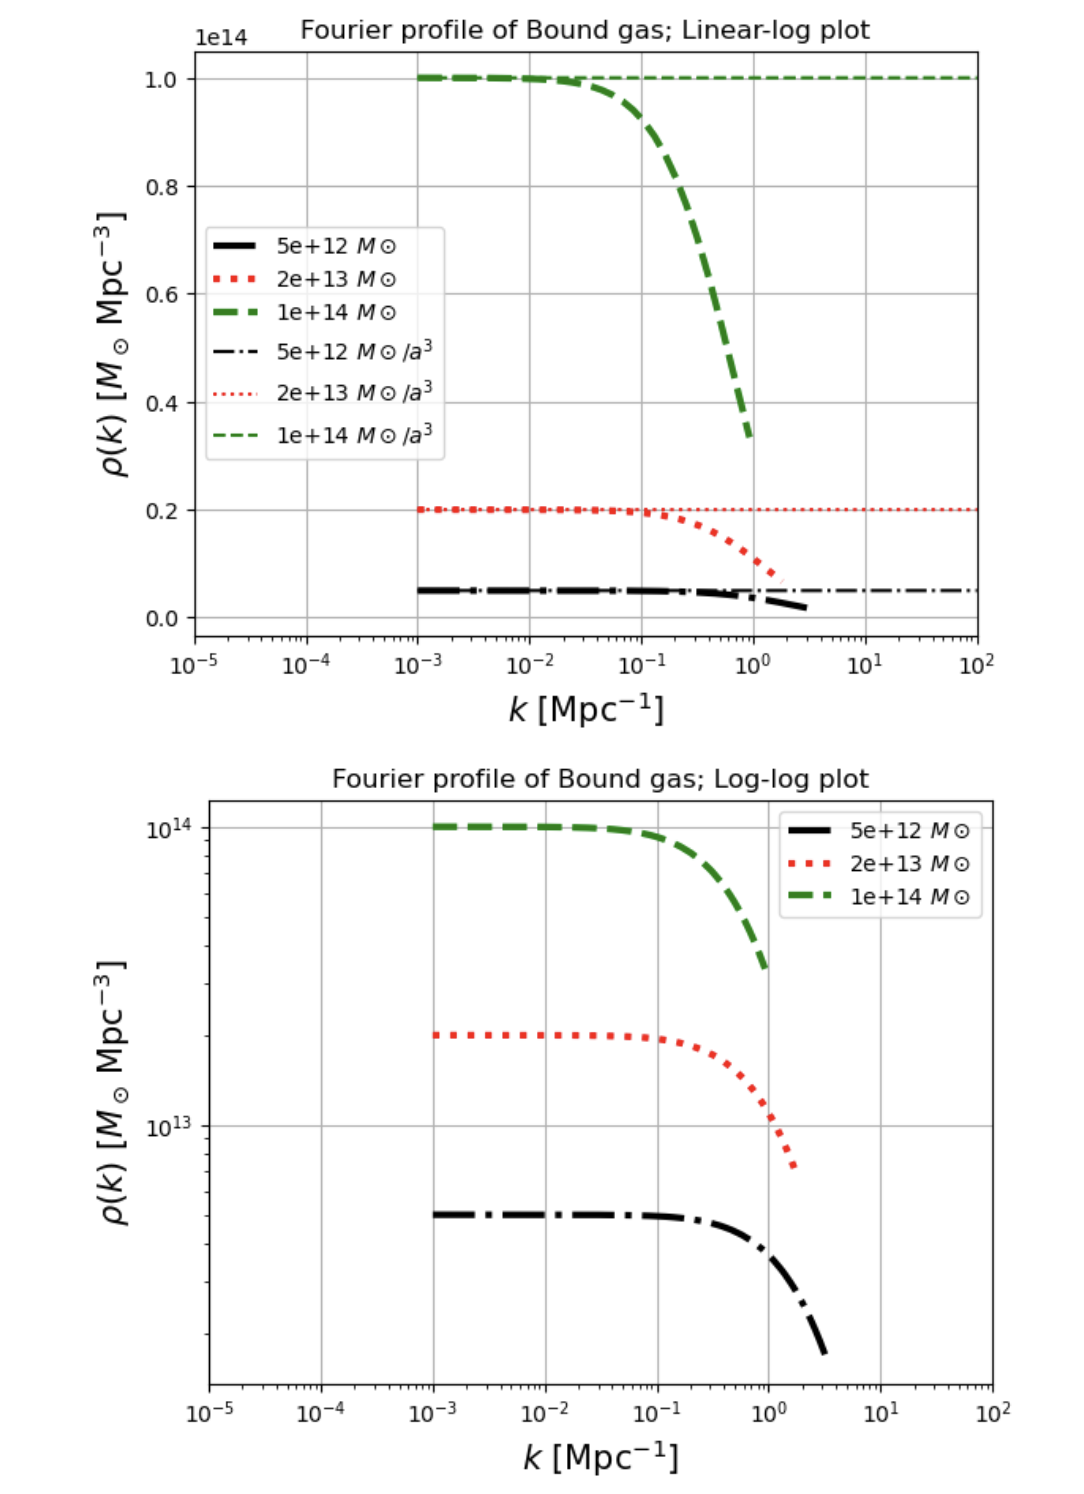 Fourier profile of Bound gas; Linear-log plot
1e14
1.0
0.8
0.6
0.4
0.2
0.0
ρ(k) [M⊙ Mpc⁻³]
5e+12 M⊙
2e+13 M⊙
1e+14 M⊙
5e+12 M⊙/a³
2e+13 M⊙/a³
1e+14 M⊙/a³
10⁻⁵ 10⁻⁴ 10⁻³ 10⁻² 10⁻¹ 10⁰ 10¹ 10²
k [Mpc⁻¹]
Fourier profile of Bound gas; Log-log plot
10¹⁴
10¹³
ρ(k) [M⊙ Mpc⁻³]
5e+12 M⊙
2e+13 M⊙
1e+14 M⊙
10⁻⁵ 10⁻⁴ 10⁻³ 10⁻² 10⁻¹ 10⁰ 10¹ 10²
k [Mpc⁻¹]